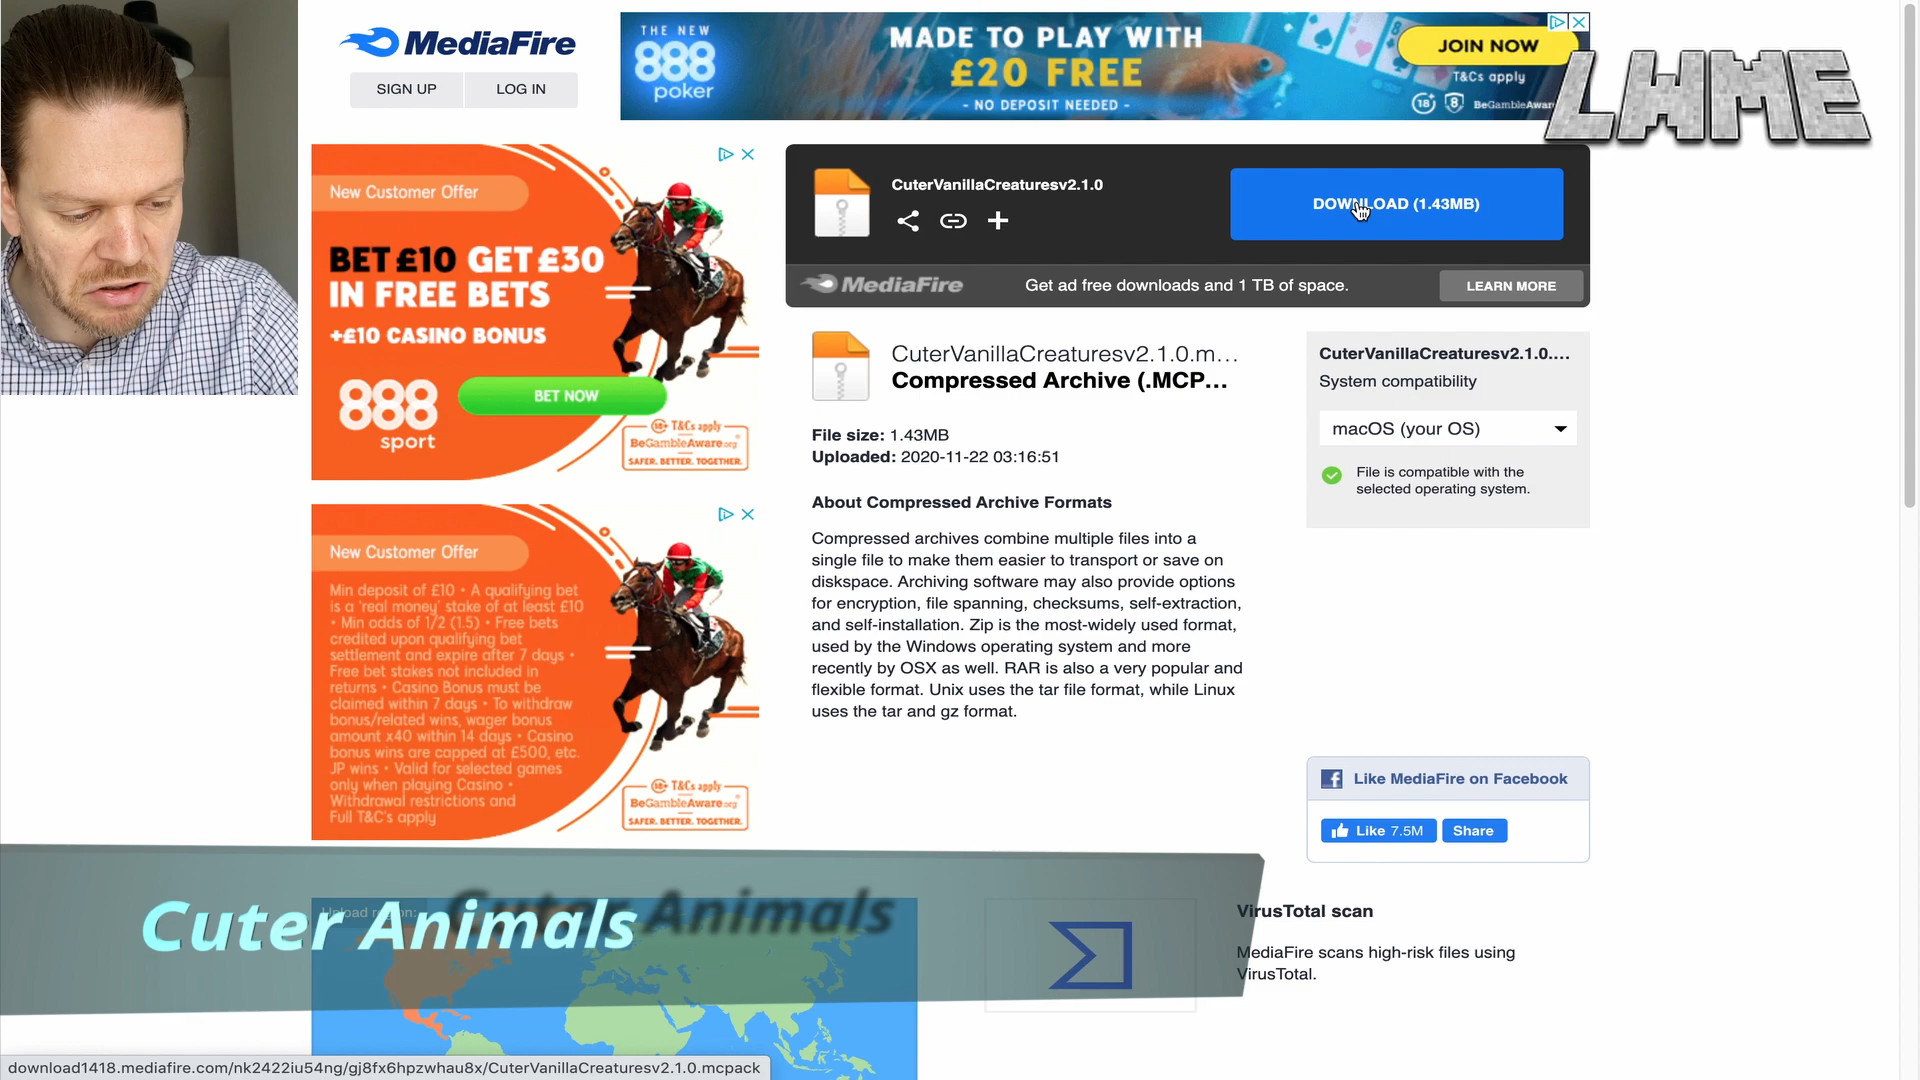 MediaFire
SIGN UP
LOG IN
THE NEW
888
poker
MADE TO PLAY WITH
£20 FREE
- NO DEPOSIT NEEDED -
JOIN NOW
T&Cs apply
18+
BeGambleAware
LWME
New Customer Offer
BET £10 GET £30
IN FREE BETS
+£10 CASINO BONUS
888
sport
BET NOW
18+ T&Cs apply
BeGambleAware.org
SAFER. BETTER. TOGETHER.
CuterVanillaCreaturesv2.1.0
DOWNLOAD (1.43MB)
MediaFire
Get ad free downloads and 1 TB of space.
LEARN MORE
CuterVanillaCreaturesv2.1.0.m...
Compressed Archive (.MCP...
File size: 1.43MB
Uploaded: 2020-11-22 03:16:51
About Compressed Archive Formats
Compressed archives combine multiple files into a
single file to make them easier to transport or save on
diskspace. Archiving software may also provide options
for encryption, file spanning, checksums, self-extraction,
and self-installation. Zip is the most-widely used format,
used by the Windows operating system and more
recently by OSX as well. RAR is also a very popular and
flexible format. Unix uses the tar file format, while Linux
uses the tar and gz format.
CuterVanillaCreaturesv2.1.0....
System compatibility
macOS (your OS)
File is compatible with the
selected operating system.
New Customer Offer
Min deposit of £10 • A qualifying bet
is a 'real money' stake of at least £10
• Min odds of 1/2 (1.5) • Free bets
credited upon qualifying bet
settlement and expire after 7 days •
Free bet stakes not included in
returns • Casino Bonus must be
claimed within 7 days • To withdraw
bonus/related wins, wager bonus
amount x40 within 14 days • Casino
bonus wins are capped at £500, etc.
JP wins • Valid for selected games
only when playing Casino •
Withdrawal restrictions and
Full T&C's apply
18+ T&Cs apply
BeGambleAware.org
SAFER. BETTER. TOGETHER.
Like MediaFire on Facebook
Like 7.5M
Share
Upload region:
Cuter Animals
Cuter Animals
VirusTotal scan
MediaFire scans high-risk files using
VirusTotal.
download1418.mediafire.com/nk2422iu54ng/gj8fx6hpzwhau8x/CuterVanillaCreaturesv2.1.0.mcpack